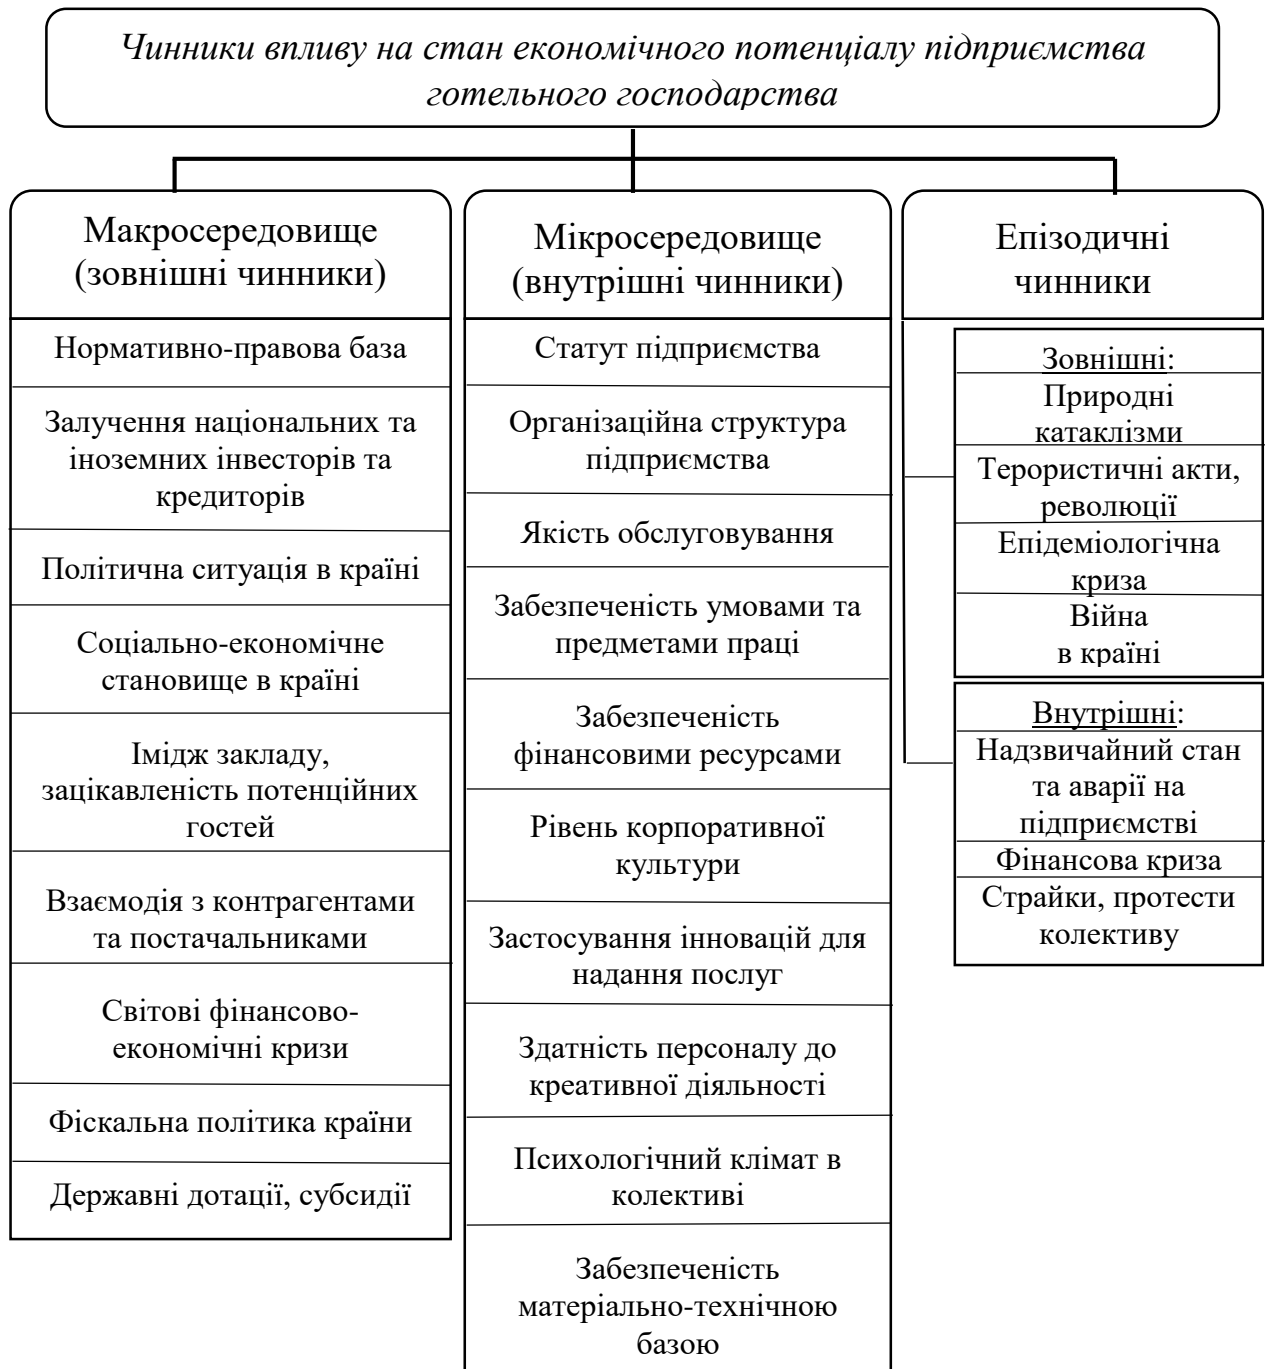 Чинники впливу на стан економічного потенціалу підприємства
готельного господарства
Макросередовище
(зовнішні чинники)
Нормативно-правова база
Залучення національних та
іноземних інвесторів та
кредиторів
Політична ситуація в країні
Соціально-економічне
становище в країні
Імідж закладу,
зацікавленість потенційних
гостей
Взаємодія з контрагентами
та постачальниками
Світові фінансово-
економічні кризи
Фіскальна політика країни
Державні дотації, субсидії
Мікросередовище
(внутрішні чинники)
Статут підприємства
Організаційна структура
підприємства
Якість обслуговування
Забезпеченість умовами та
предметами праці
Забезпеченість
фінансовими ресурсами
Рівень корпоративної
культури
Застосування інновацій для
надання послуг
Здатність персоналу до
креативної діяльності
Психологічний клімат в
колективі
Забезпеченість
матеріально-технічною
базою
Епізодичні
чинники
Зовнішні:
Природні
катаклізми
Терористичні акти,
революції
Епідеміологічна
криза
Війна
в країні
Внутрішні:
Надзвичайний стан
та аварії на
підприємстві
Фінансова криза
Страйки, протести
колективу